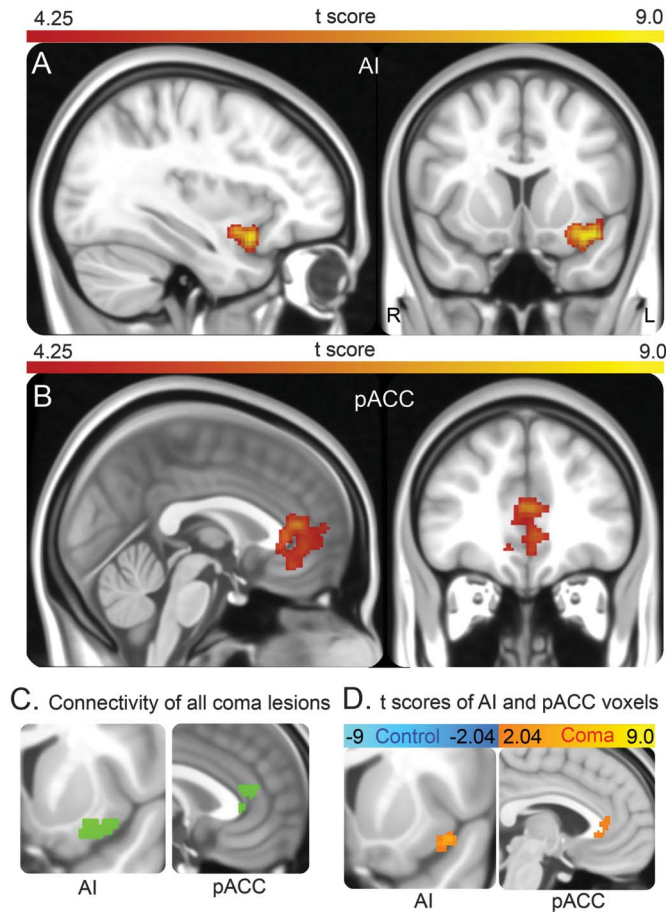 4.25 t score 9.0
A AI
R L
4.25 t score 9.0
B pACC
C. Connectivity of all coma lesions
D. t scores of AI and pACC voxels
-9 Control -2.04 2.04 Coma 9.0
AI pACC
AI pACC